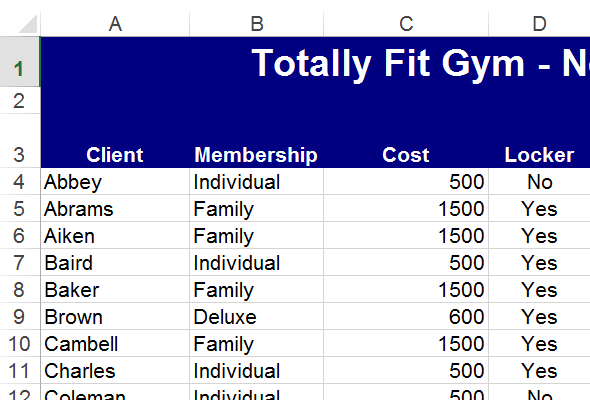 A B C D
1 Totally Fit Gym - N
2
3 Client Membership Cost Locker
4 Abbey Individual 500 No
5 Abrams Family 1500 Yes
6 Aiken Family 1500 Yes
7 Baird Individual 500 Yes
8 Baker Family 1500 Yes
9 Brown Deluxe 600 Yes
10 Cambell Family 1500 Yes
11 Charles Individual 500 Yes
12 Coleman Individual 500 No